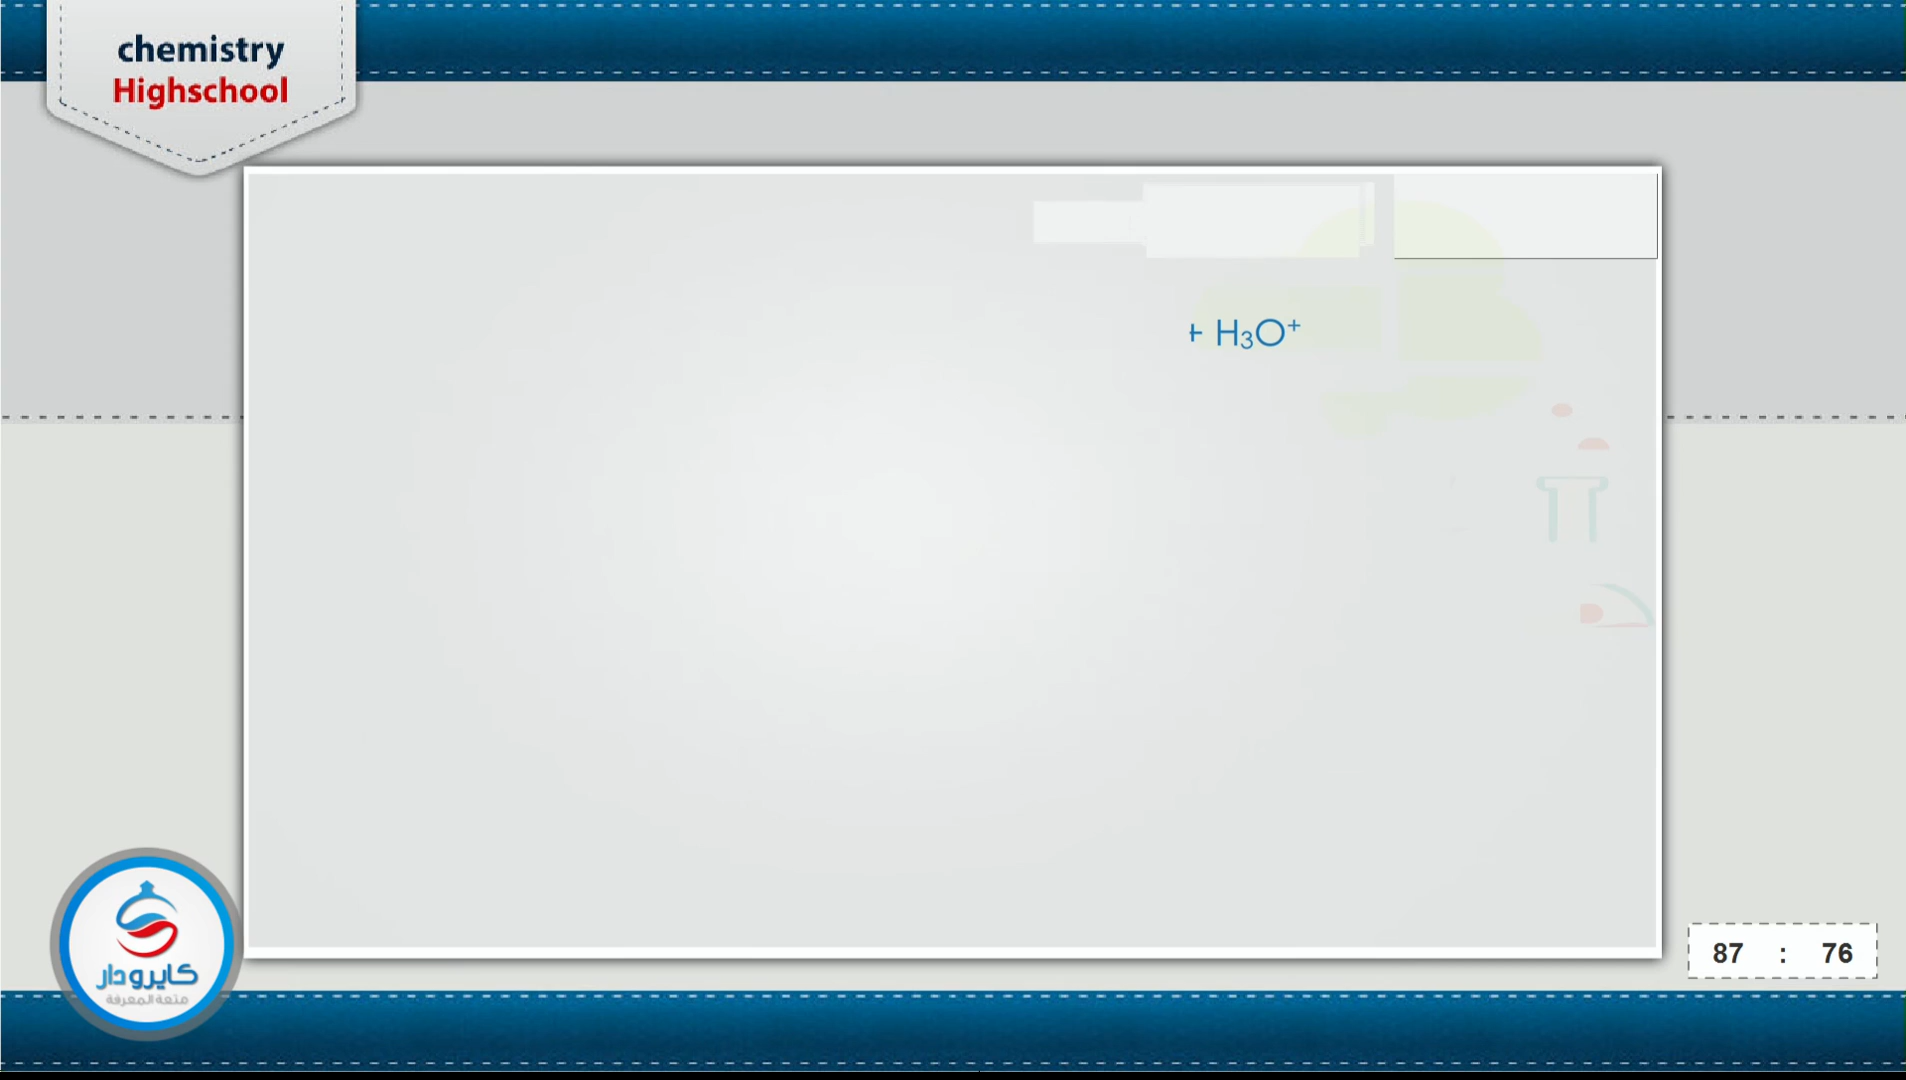 chemistry
Highschool
+ H₃O⁺
كايرودار
متعة المعرفة
87 : 76